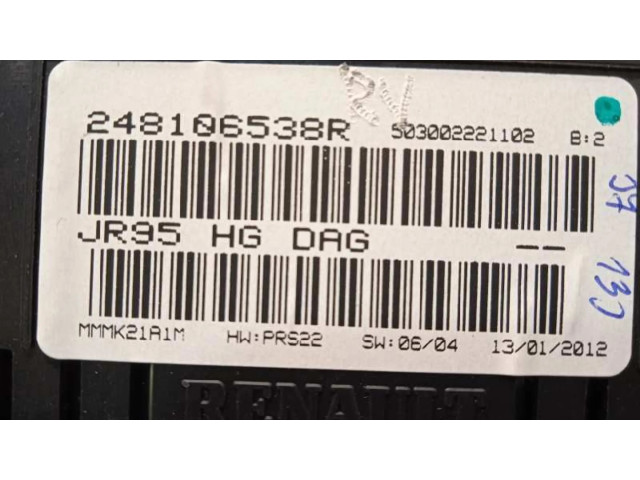 248106538R 503002221102 B:2
JR95 HG DAG --
MMMK21A1M HW:PRS22 SW:06/04 13/01/2012
RENAULT